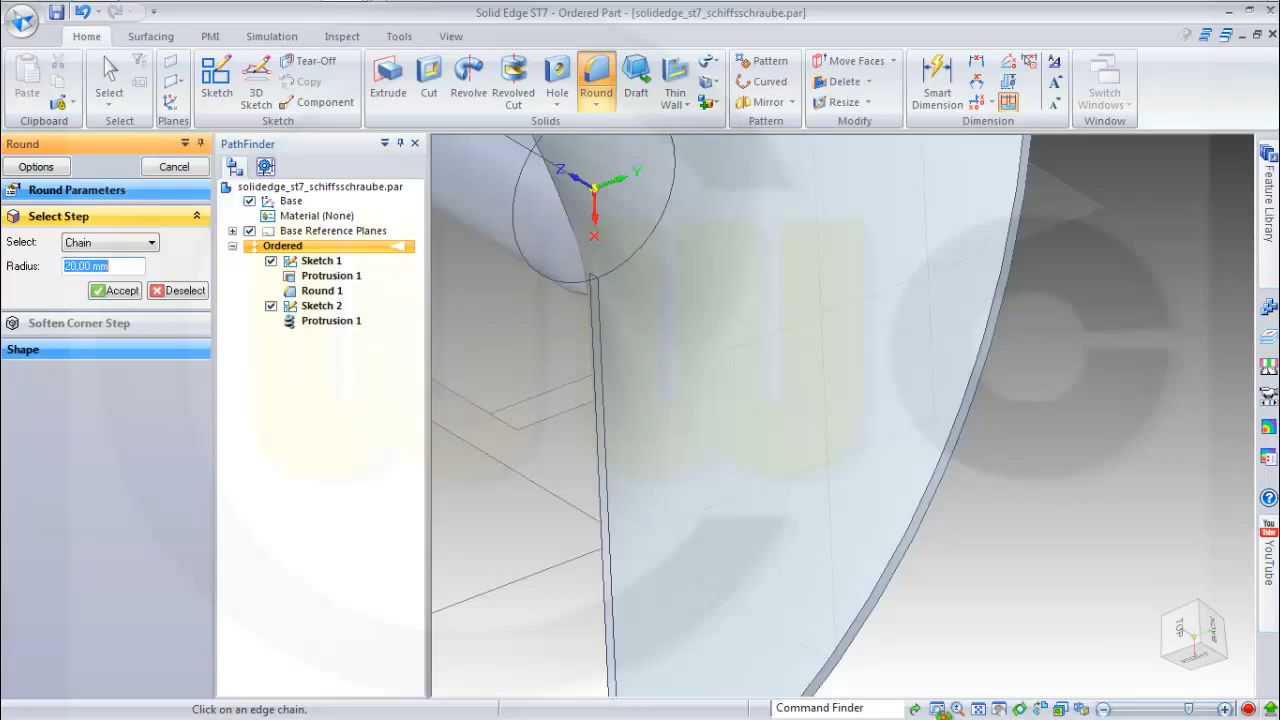 Solid Edge ST7 - Ordered Part - [solidedge_st7_schiffsschraube.par]
Home Surfacing PMI Simulation Inspect Tools View
Paste
Clipboard
Select
Select
Planes
Sketch
3D Sketch
Tear-Off
Copy
Component
Sketch
Extrude
Cut
Revolve
Revolved Cut
Hole
Round
Draft
Thin Wall
Solids
Pattern
Curved
Mirror
Pattern
Move Faces
Delete
Resize
Modify
Smart Dimension
Dimension
Switch Windows
Window
Round
Options Cancel
Round Parameters
Select Step
Select: Chain
Radius: 20,00 mm
Accept Deselect
Soften Corner Step
Shape
PathFinder
solidedge_st7_schiffsschraube.par
Base
Material (None)
Base Reference Planes
Ordered
Sketch 1
Protrusion 1
Round 1
Sketch 2
Protrusion 1
Z
Y
X
TOP
BACK
Feature Library
You Tube
YouTube
Click on an edge chain.
Command Finder